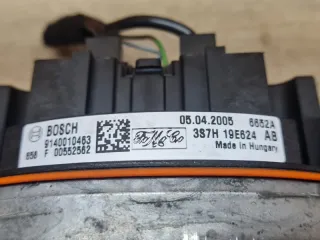 BOSCH 05.04.2005 6652A
9140010463 3S7H 19E624 AB
858 F 00552562 Made in Hungary